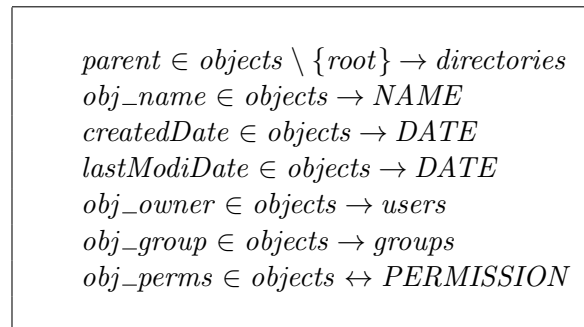 parent ∈ objects \ {root} → directories
obj_name ∈ objects → NAME
createdDate ∈ objects → DATE
lastModiDate ∈ objects → DATE
obj_owner ∈ objects → users
obj_group ∈ objects → groups
obj_perms ∈ objects ↔ PERMISSION